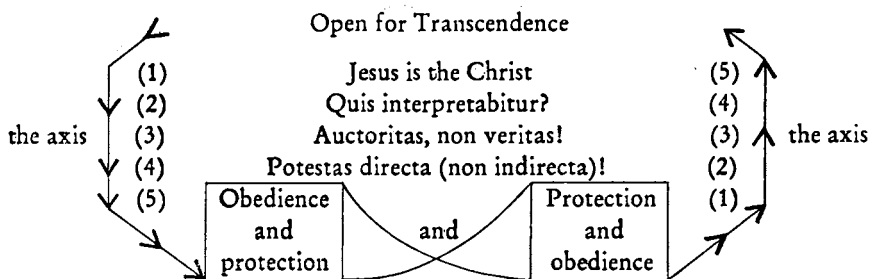 Open for Transcendence
(1) Jesus is the Christ (5)
(2) Quis interpretabitur? (4)
the axis (3) Auctoritas, non veritas! (3) the axis
(4) Potestas directa (non indirecta)! (2)
(5) Obedience Protection (1)
and and and
protection obedience